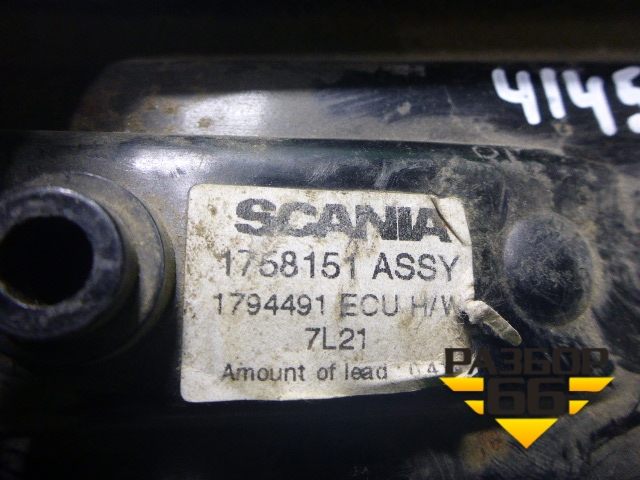 4145
SCANIA
1758151 ASSY
1794491 ECU H/W
7L21
Amount of lead
РАЗБОР
66